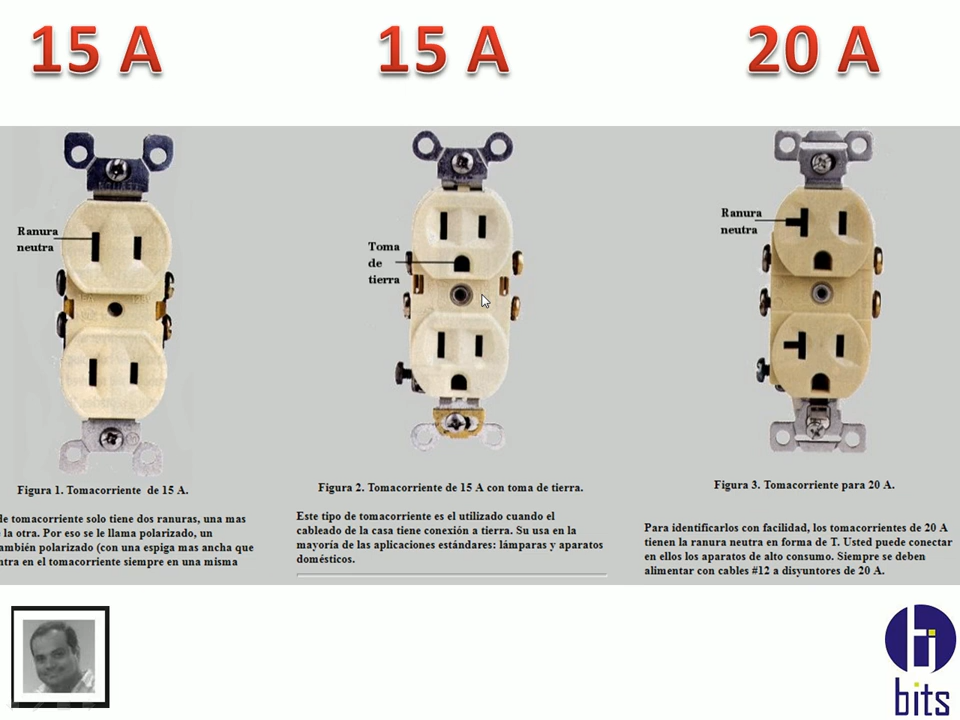 15 A
15 A
20 A
Ranura
neutra
Toma
de
tierra
Ranura
neutra
Figura 1. Tomacorriente de 15 A.
de tomacorriente solo tiene dos ranuras, una mas
la otra. Por eso se le llama polarizado, un
ambién polarizado (con una espiga mas ancha que
ntra en el tomacorriente siempre en una misma
Figura 2. Tomacorriente de 15 A con toma de tierra.
Este tipo de tomacorriente es el utilizado cuando el
cableado de la casa tiene conexión a tierra. Su usa en la
mayoría de las aplicaciones estándares: lámparas y aparatos
domésticos.
Figura 3. Tomacorriente para 20 A.
Para identificarlos con facilidad, los tomacorrientes de 20 A
tienen la ranura neutra en forma de T. Usted puede conectar
en ellos los aparatos de alto consumo. Siempre se deben
alimentar con cables #12 a disyuntores de 20 A.
bits